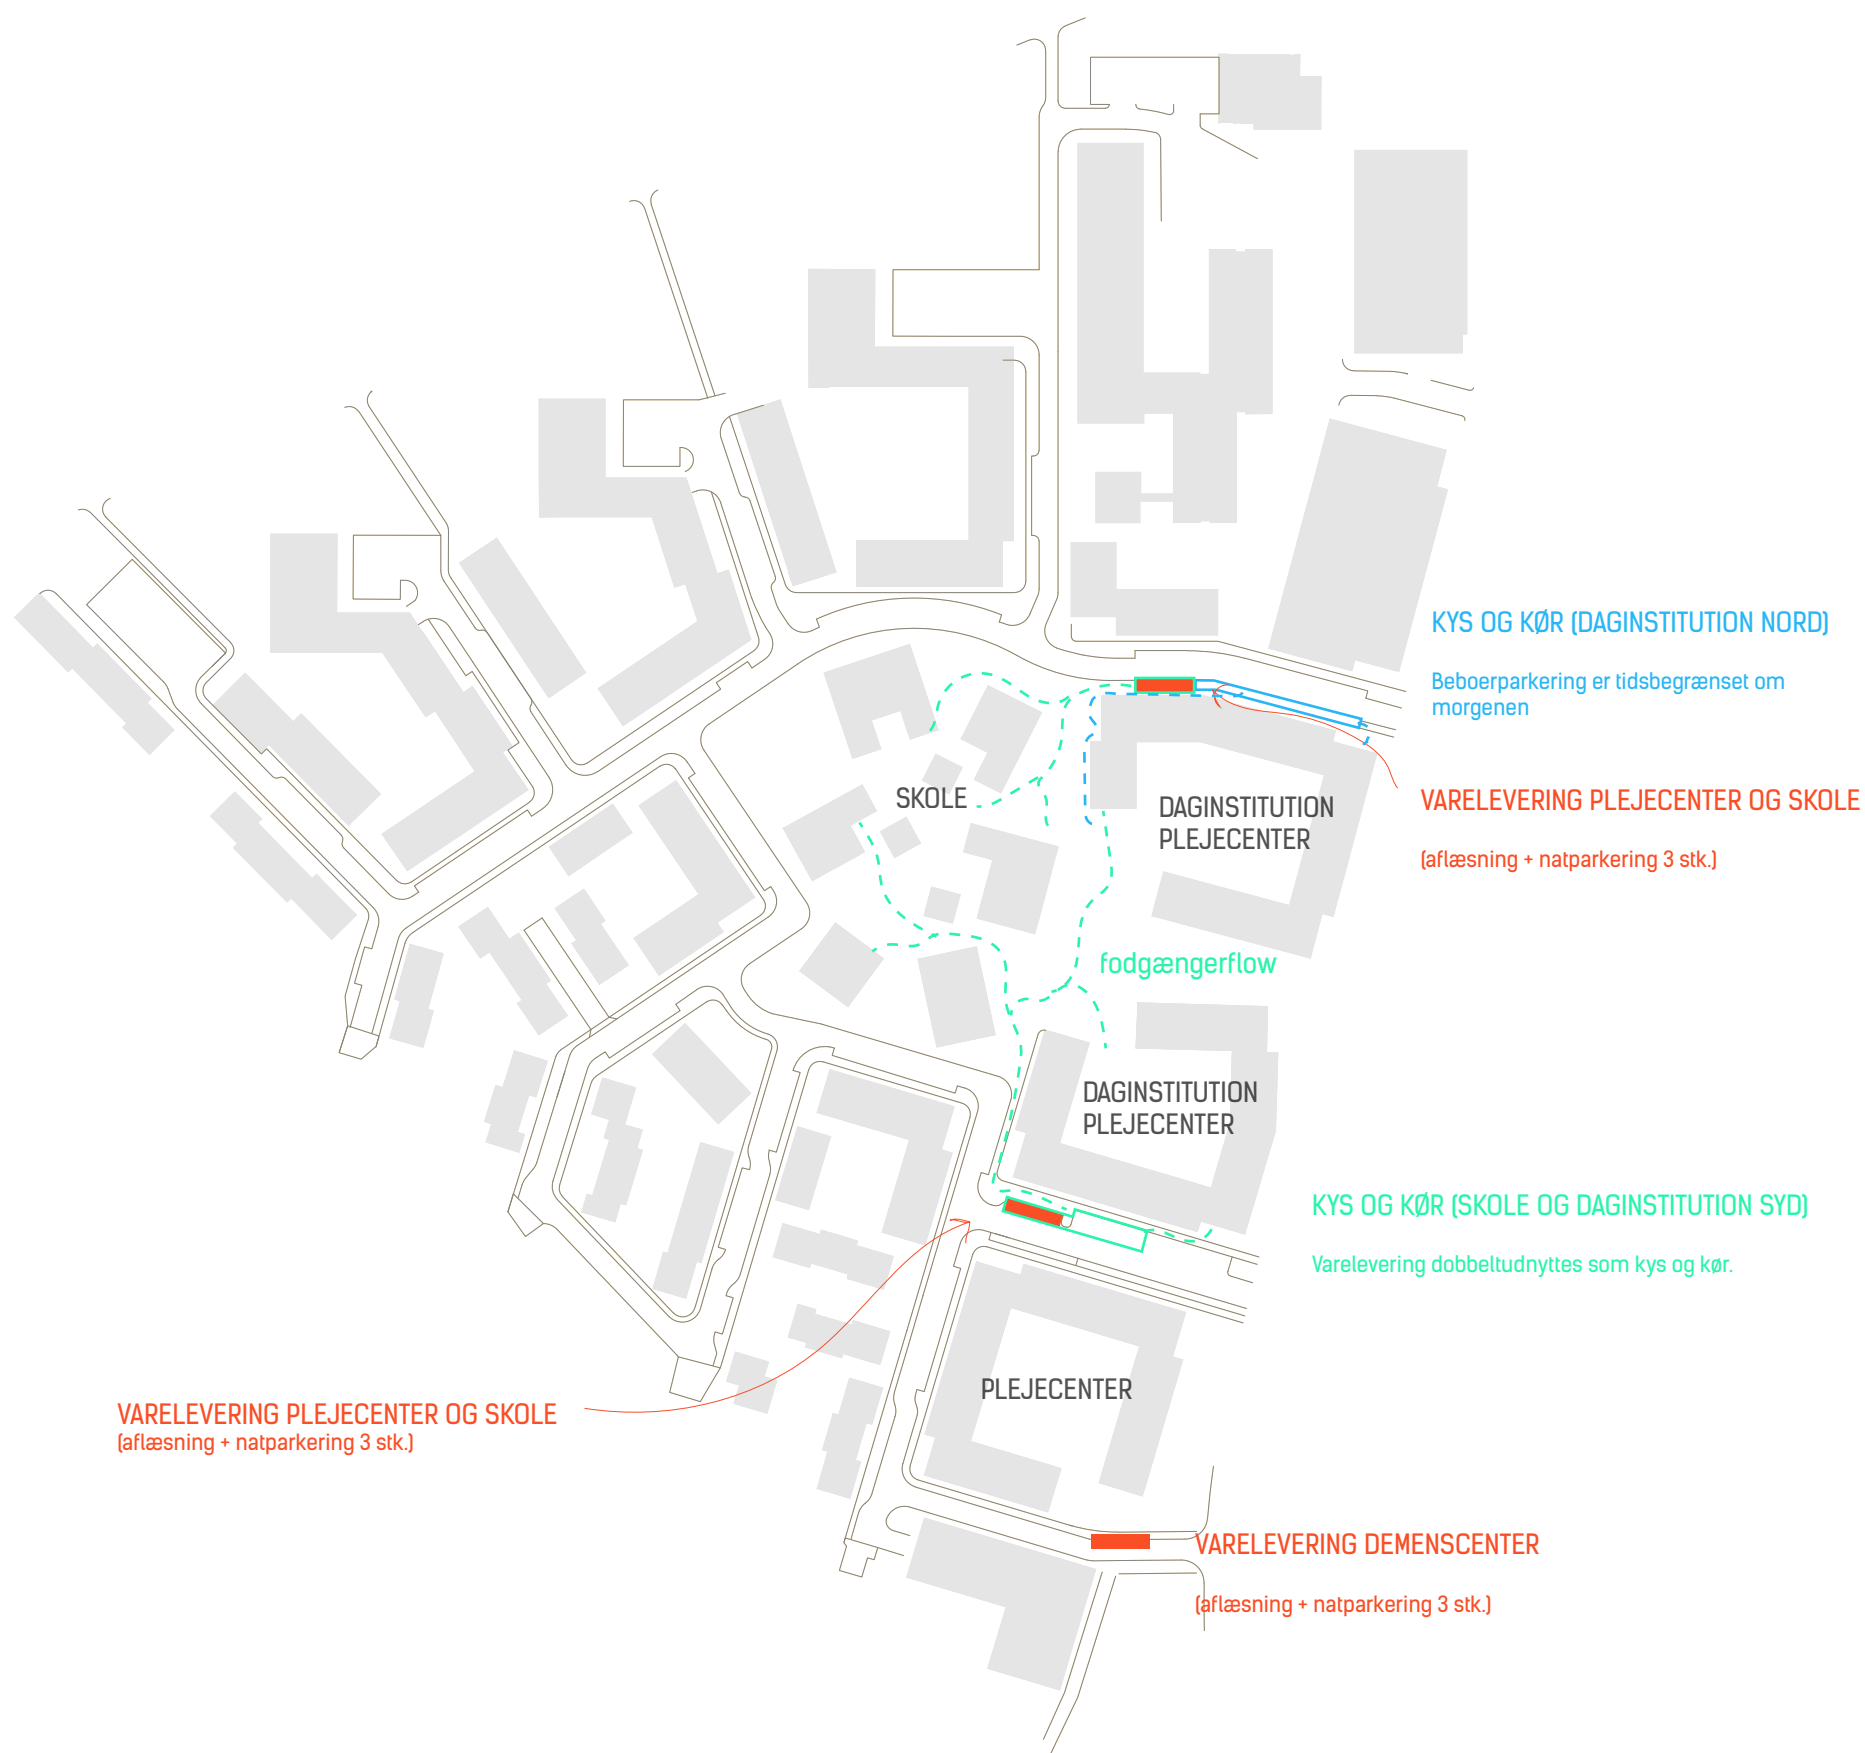 KYS OG KØR (DAGINSTITUTION NORD)
Beboerparkering er tidsbegrænset om
morgenen
SKOLE
DAGINSTITUTION
PLEJECENTER
VARELEVERING PLEJECENTER OG SKOLE
(aflæsning + natparkering 3 stk.)
fodgængerflow
DAGINSTITUTION
PLEJECENTER
KYS OG KØR (SKOLE OG DAGINSTITUTION SYD)
Varelevering dobbeltudnyttes som kys og kør.
PLEJECENTER
VARELEVERING PLEJECENTER OG SKOLE
(aflæsning + natparkering 3 stk.)
VARELEVERING DEMENSCENTER
(aflæsning + natparkering 3 stk.)